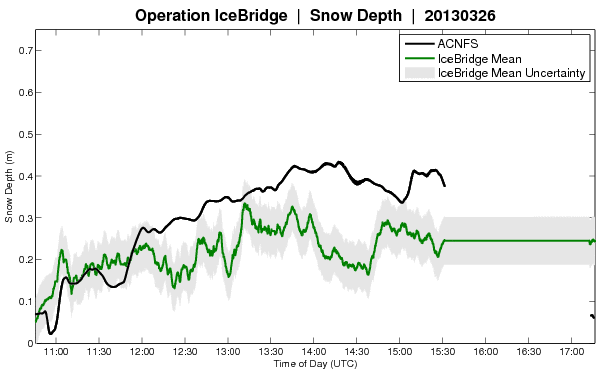 Operation IceBridge | Snow Depth | 20130326
ACNFS
IceBridge Mean
IceBridge Mean Uncertainty
Snow Depth (m)
0.7
0.6
0.5
0.4
0.3
0.2
0.1
0
11:00 11:30 12:00 12:30 13:00 13:30 14:00 14:30 15:00 15:30 16:00 16:30 17:00
Time of Day (UTC)